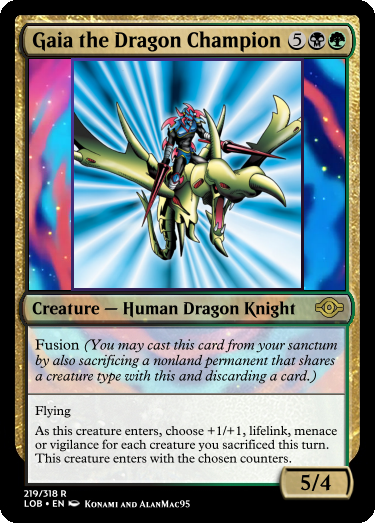 Gaia the Dragon Champion 5
Creature — Human Dragon Knight
Fusion (You may cast this card from your sanctum
by also sacrificing a nonland permanent that shares
a creature type with this and discarding a card.)
Flying
As this creature enters, choose +1/+1, lifelink, menace
or vigilance for each creature you sacrificed this turn.
This creature enters with the chosen counters.
5/4
219/318 R
LOB • EN Konami and AlanMac95